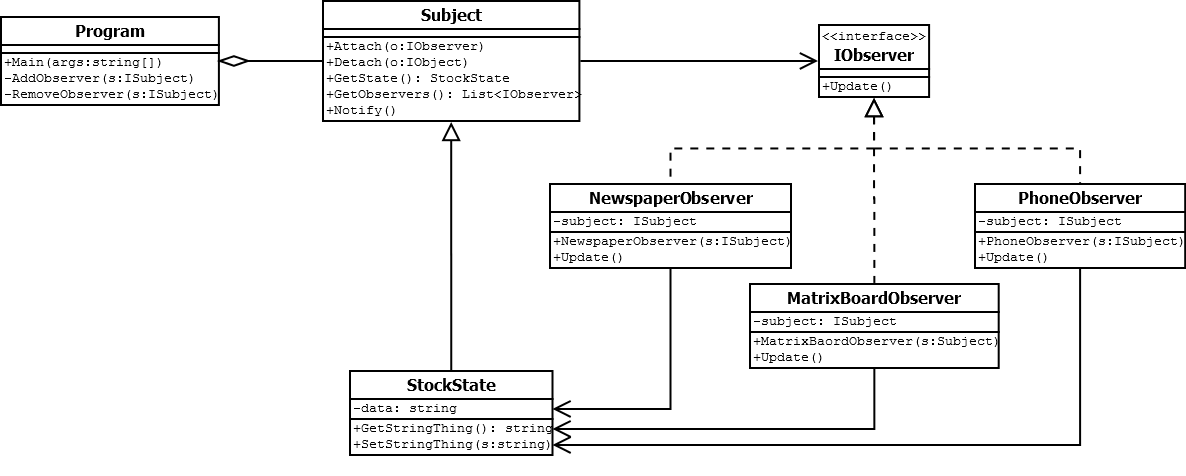 Program
+Main(args:string[])
-AddObserver(s:ISubject)
-RemoveObserver(s:ISubject)
Subject
+Attach(o:IObserver)
+Detach(o:IObject)
+GetState(): StockState
+GetObservers(): List<IObserver>
+Notify()
<<interface>>
IObserver
+Update()
NewspaperObserver
-subject: ISubject
+NewspaperObserver(s:ISubject)
+Update()
PhoneObserver
-subject: ISubject
+PhoneObserver(s:ISubject)
+Update()
MatrixBoardObserver
-subject: ISubject
+MatrixBaordObserver(s:Subject)
+Update()
StockState
-data: string
+GetStringThing(): string
+SetStringThing(s:string)